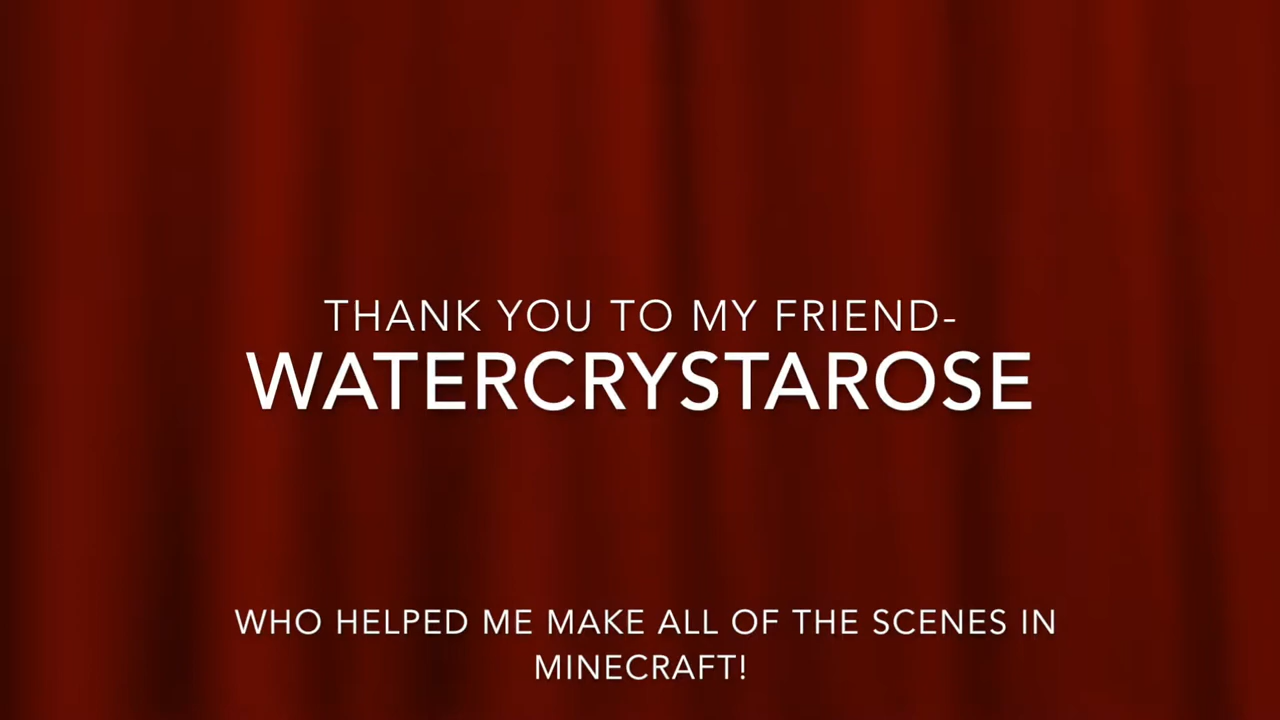 THANK YOU TO MY FRIEND-
WATERCRYSTAROSE
WHO HELPED ME MAKE ALL OF THE SCENES IN
MINECRAFT!